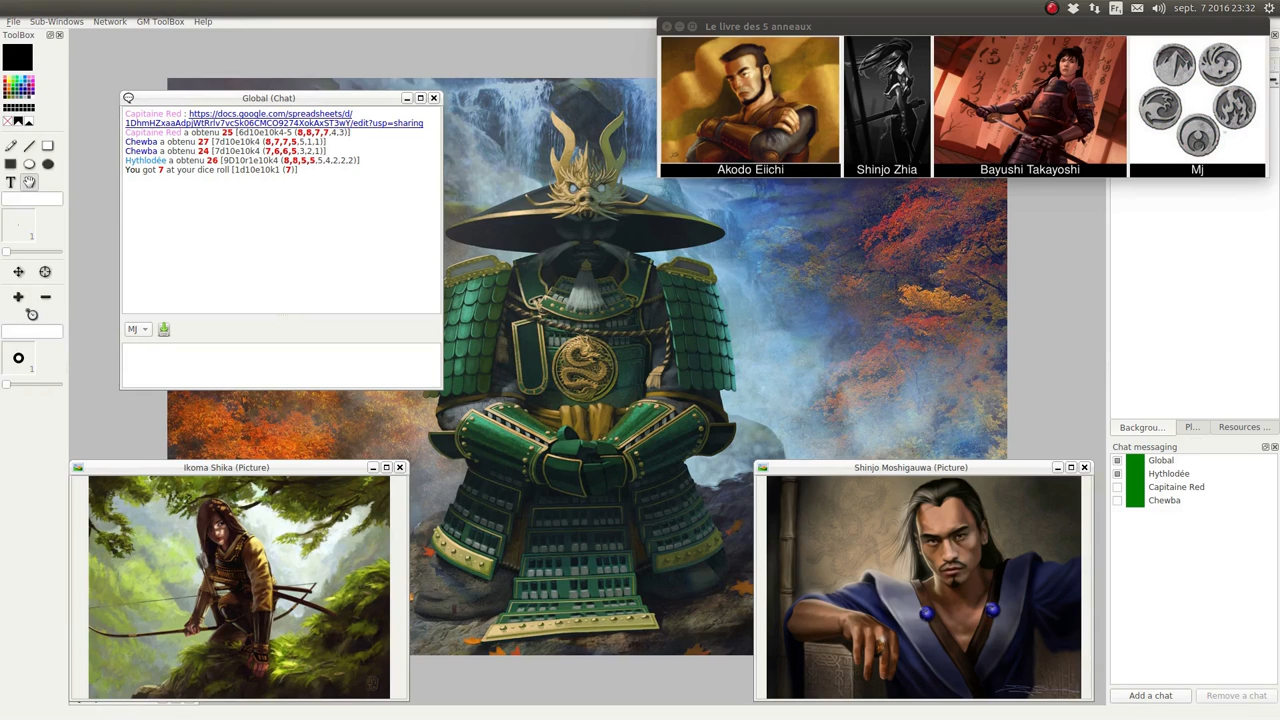 Fr
sept. 7 2016 23:32
File Sub-Windows Network GM ToolBox Help
Le livre des 5 anneaux
ToolBox
Akodo Eiichi
Shinjo Zhia
Bayushi Takayoshi
Mj
Global (Chat)
Capitaine Red : https://docs.google.com/spreadsheets/d/
Capitaine Red a obtenu 25 [6d10e10k4-5 (8,8,7,7,4,3)]
Chewba a obtenu 27 [7d10e10k4 (8,7,7,5,5,1,1)]
Chewba a obtenu 24 [7d10e10k4 (7,6,6,5,3,2,1)]
Hythlodée a obtenu 26 [9D10r1e10k4 (8,8,5,5,5,4,2,2,2)]
You got 7 at your dice roll [1d10e10k1 (7)]
MJ
T
1
1
Backgrou... Pl... Resources ...
Chat messaging
Global
Hythlodée
Capitaine Red
Chewba
Ikoma Shika (Picture)
Shinjo Moshigauwa (Picture)
Add a chat Remove a chat